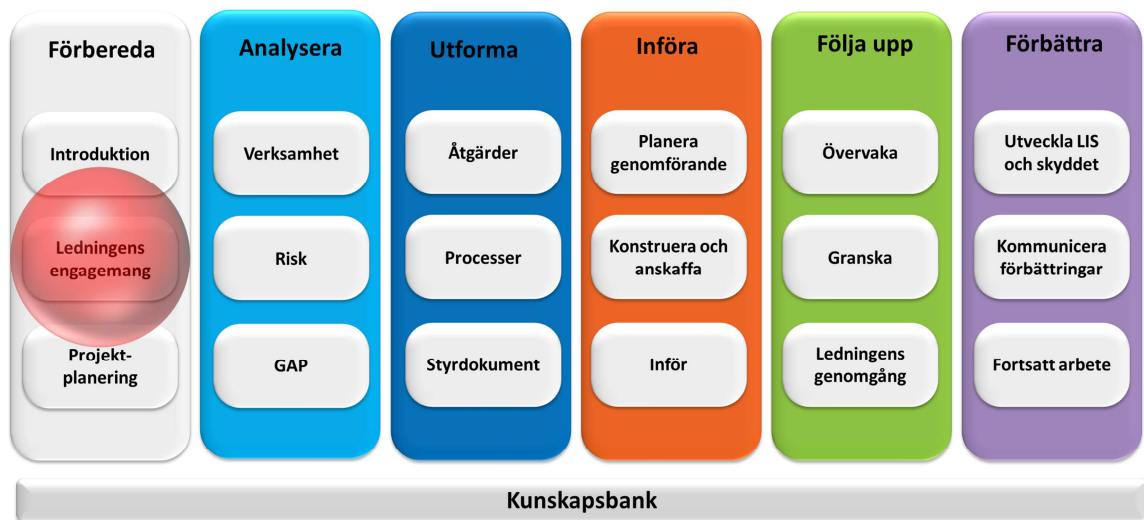 Förbereda
Introduktion
Ledningens
engagemang
Projekt-
planering
Analysera
Verksamhet
Risk
GAP
Utforma
Åtgärder
Processer
Styrdokument
Införa
Planera
genomförande
Konstruera och
anskaffa
Inför
Följa upp
Övervaka
Granska
Ledningens
genomgång
Förbättra
Utveckla LIS
och skyddet
Kommunicera
förbättringar
Fortsatt arbete
Kunskapsbank